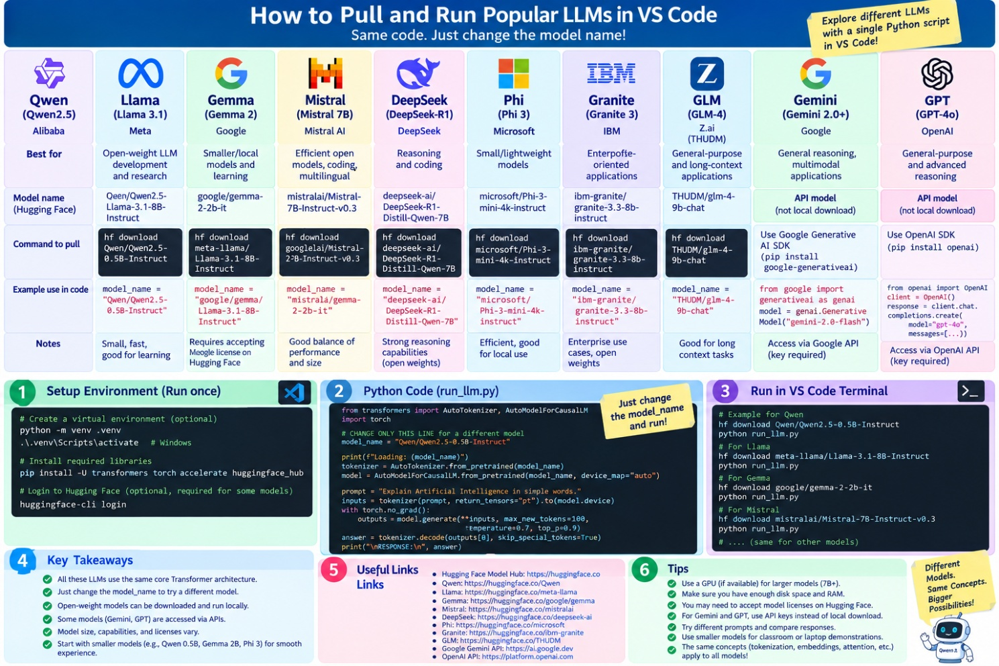 How to Pull and Run Popular LLMs in VS Code
Same code. Just change the model name!
Explore different LLMs
with a single Python script
in VS Code!
Qwen
(Qwen2.5)
Alibaba
Llama
(Llama 3.1)
Meta
Gemma
(Gemma 2)
Google
Mistral
(Mistral 7B)
Mistral AI
DeepSeek
(DeepSeek-R1)
DeepSeek
Phi
(Phi 3)
Microsoft
IBM
Granite
(Granite 3)
IBM
Z
GLM
(GLM-4)
Z.ai
(THUDM)
Gemini
(Gemini 2.0+)
Google
GPT
(GPT-4o)
OpenAI
Best for
Open-weight LLM
development
and research
Smaller/local
models and
learning
Efficient open
models, coding,
multilingual
Reasoning
and coding
Small/lightweight
models
Enterpoſte-
oriented
applications
General-purpose
and long-context
applications
General reasoning,
multimodal
applications
General-purpose
and advanced
reasoning
Model name
(Hugging Face)
Qeen/Qwen2.5-
Llama-3.1-8B-
Instruct
google/gemma-
2-2b-it
mistralai/Mistral-
7B-Instruct-v0.3
deepseek-ai/
DeepSeek-R1-
Distill-Qwen-7B
microsoft/Phi-3-
mini-4k-instruct
ibm-granite/
granite-3.3-8b-
instruct
THUDM/glm-4-
9b-chat
API model
(not local download)
API model
(not local download)
Command to pull
hf download
Qwen/Qwen2.5-
0.5B-Instruct
hf download
meta-llama/
Llama-3.1-8B-
Instruct
hf download
googlelai/Mistral-
hf download
deepseek-ai/
DeepSeek-R1-
Distill-Qwen-7B
hf download
microsoft/Phi-3-
mini-4k-instruct
hf download
ibm-granite/
granite-3.3-8b-
instruct
hf download
THUDM/glm-4-
9b-chat
Use Google Generative
AI SDK
(pip install
google-generativeai)
Use OpenAI SDK
(pip install openai)
Example use in code
model_name =
"Qwen/Qwen2.5-
0.5B-Instruct"
model_name =
"google/gemma/
Llama-3.1-8B-
Instruct"
model_name =
"mistralai/gemma-
2-2b-it"
model_name =
"deepseek-ai/
DeepSeek-R1-
Distill-Qwen-7B"
model_name =
"microsoft/
Phi-3-mini-4k-
instruct"
model_name =
"ibm-granite/
granite-3.3-8b-
instruct"
model_name =
"THUDM/glm-4-
9b-chat"
from google import
generativeai as genai
model = genai.Generative
Model("gemini-2.0-flash")
from openai import OpenAI
client = OpenAI()
response = client.chat.
completions.create(
model="gpt-4o",
messages=[...})
Notes
Small, fast,
good for learning
Requires accepting
Meogle license on
Hugging Face
Good balance of
performance
and size
Strong reasoning
capabilities
(open weights)
Efficient, good
for local use
Enterprise use
cases, open
weights
Good for long
context tasks
Access via Google API
(key required)
Access via OpenAI API
(key required)
1
Setup Environment (Run once)
# Create a virtual environment (optional)
python -m venv .venv
.\.venv\Scripts\activate # Windows
# Install required libraries
pip install -U transformers torch accelerate huggingface_hub
# Login to Hugging Face (optional, required for some models)
huggingface-cli login
2
Python Code (run_llm.py)
Just change
the model_name
and run!
from transformers import AutoTokenizer, AutoModelForCausalLM
import torch
# CHANGE ONLY THIS LINE for a different model
model_name = "Qwen/Qwen2.5-0.5B-Instruct"
print(f"Loading: (model_name)")
tokenizer = AutoTokenizer.from_pretrained(model_name)
model = AutoModelForCausalLM.from_pretrained(model_name, device_map="auto")
prompt = "Explain Artificial Intelligence in simple words."
inputs = tokenizer(prompt, return_tensors="pt").to(model.device)
with torch.no_grad():
outputs = model.generate(**inputs, max_new_tokens=100,
temperature=0.7, top_p=0.9)
answer = tokenizer.decode(outputs[0], skip_special_tokens=True)
print("\nRESPONSE:\n", answer)
3
Run in VS Code Terminal
>_
# Example for Qwen
hf download Qwen/Qwen2.5-0.5B-Instruct
python run_llm.py
# For Llama
hf download meta-llama/Llama-3.1-8B-Instruct
python run_llm.py
# For Gemma
hf download google/gemma-2-2b-it
python run_llm.py
# For Mistral
hf download mistralai/Mistral-7B-Instruct-v0.3
python run_llm.py
# .... (same for other models)
4
Key Takeaways
All these LLMs use the same core Transformer architecture.
Just change the model_name to try a different model.
Open-weight models can be downloaded and run locally.
Some models (Gemini, GPT) are accessed via APIs.
Model size, capabilities, and licenses vary.
Start with smaller models (e.g., Qwen 0.5B, Gemma 2B, Phi 3) for smooth
experience.
5
Useful Links
Links
Hugging Face Model Hub: https://huggingface.co
Qwen: https://huggingface.co/Qwen
Llama: https://huggingface.co/meta-llama
Gemma: https://huggingface.co/google/gemma
Mistral: https://huggingface.co/mistralai
DeepSeek: https://huggingface.co/deepseek-ai
Phi: https://huggingface.co/microsoft
Granite: https://huggingface.co/ibm-granite
GLM: https://huggingface.co/THUDM
Google Gemini API: https://ai.google.dev
OpenAI API: https://platform.openai.com
6
Tips
Use a GPU (if available) for larger models (7B+).
Make sure you have enough disk space and RAM.
You may need to accept model licenses on Hugging Face.
For Gemini and GPT, use API keys instead of local download.
Try different prompts and compare responses.
Use smaller models for classroom or laptop demonstrations.
The same concepts (tokenization, embeddings, attention, etc.)
apply to all models!
Different
Models.
Same Concepts.
Bigger
Possibilities!